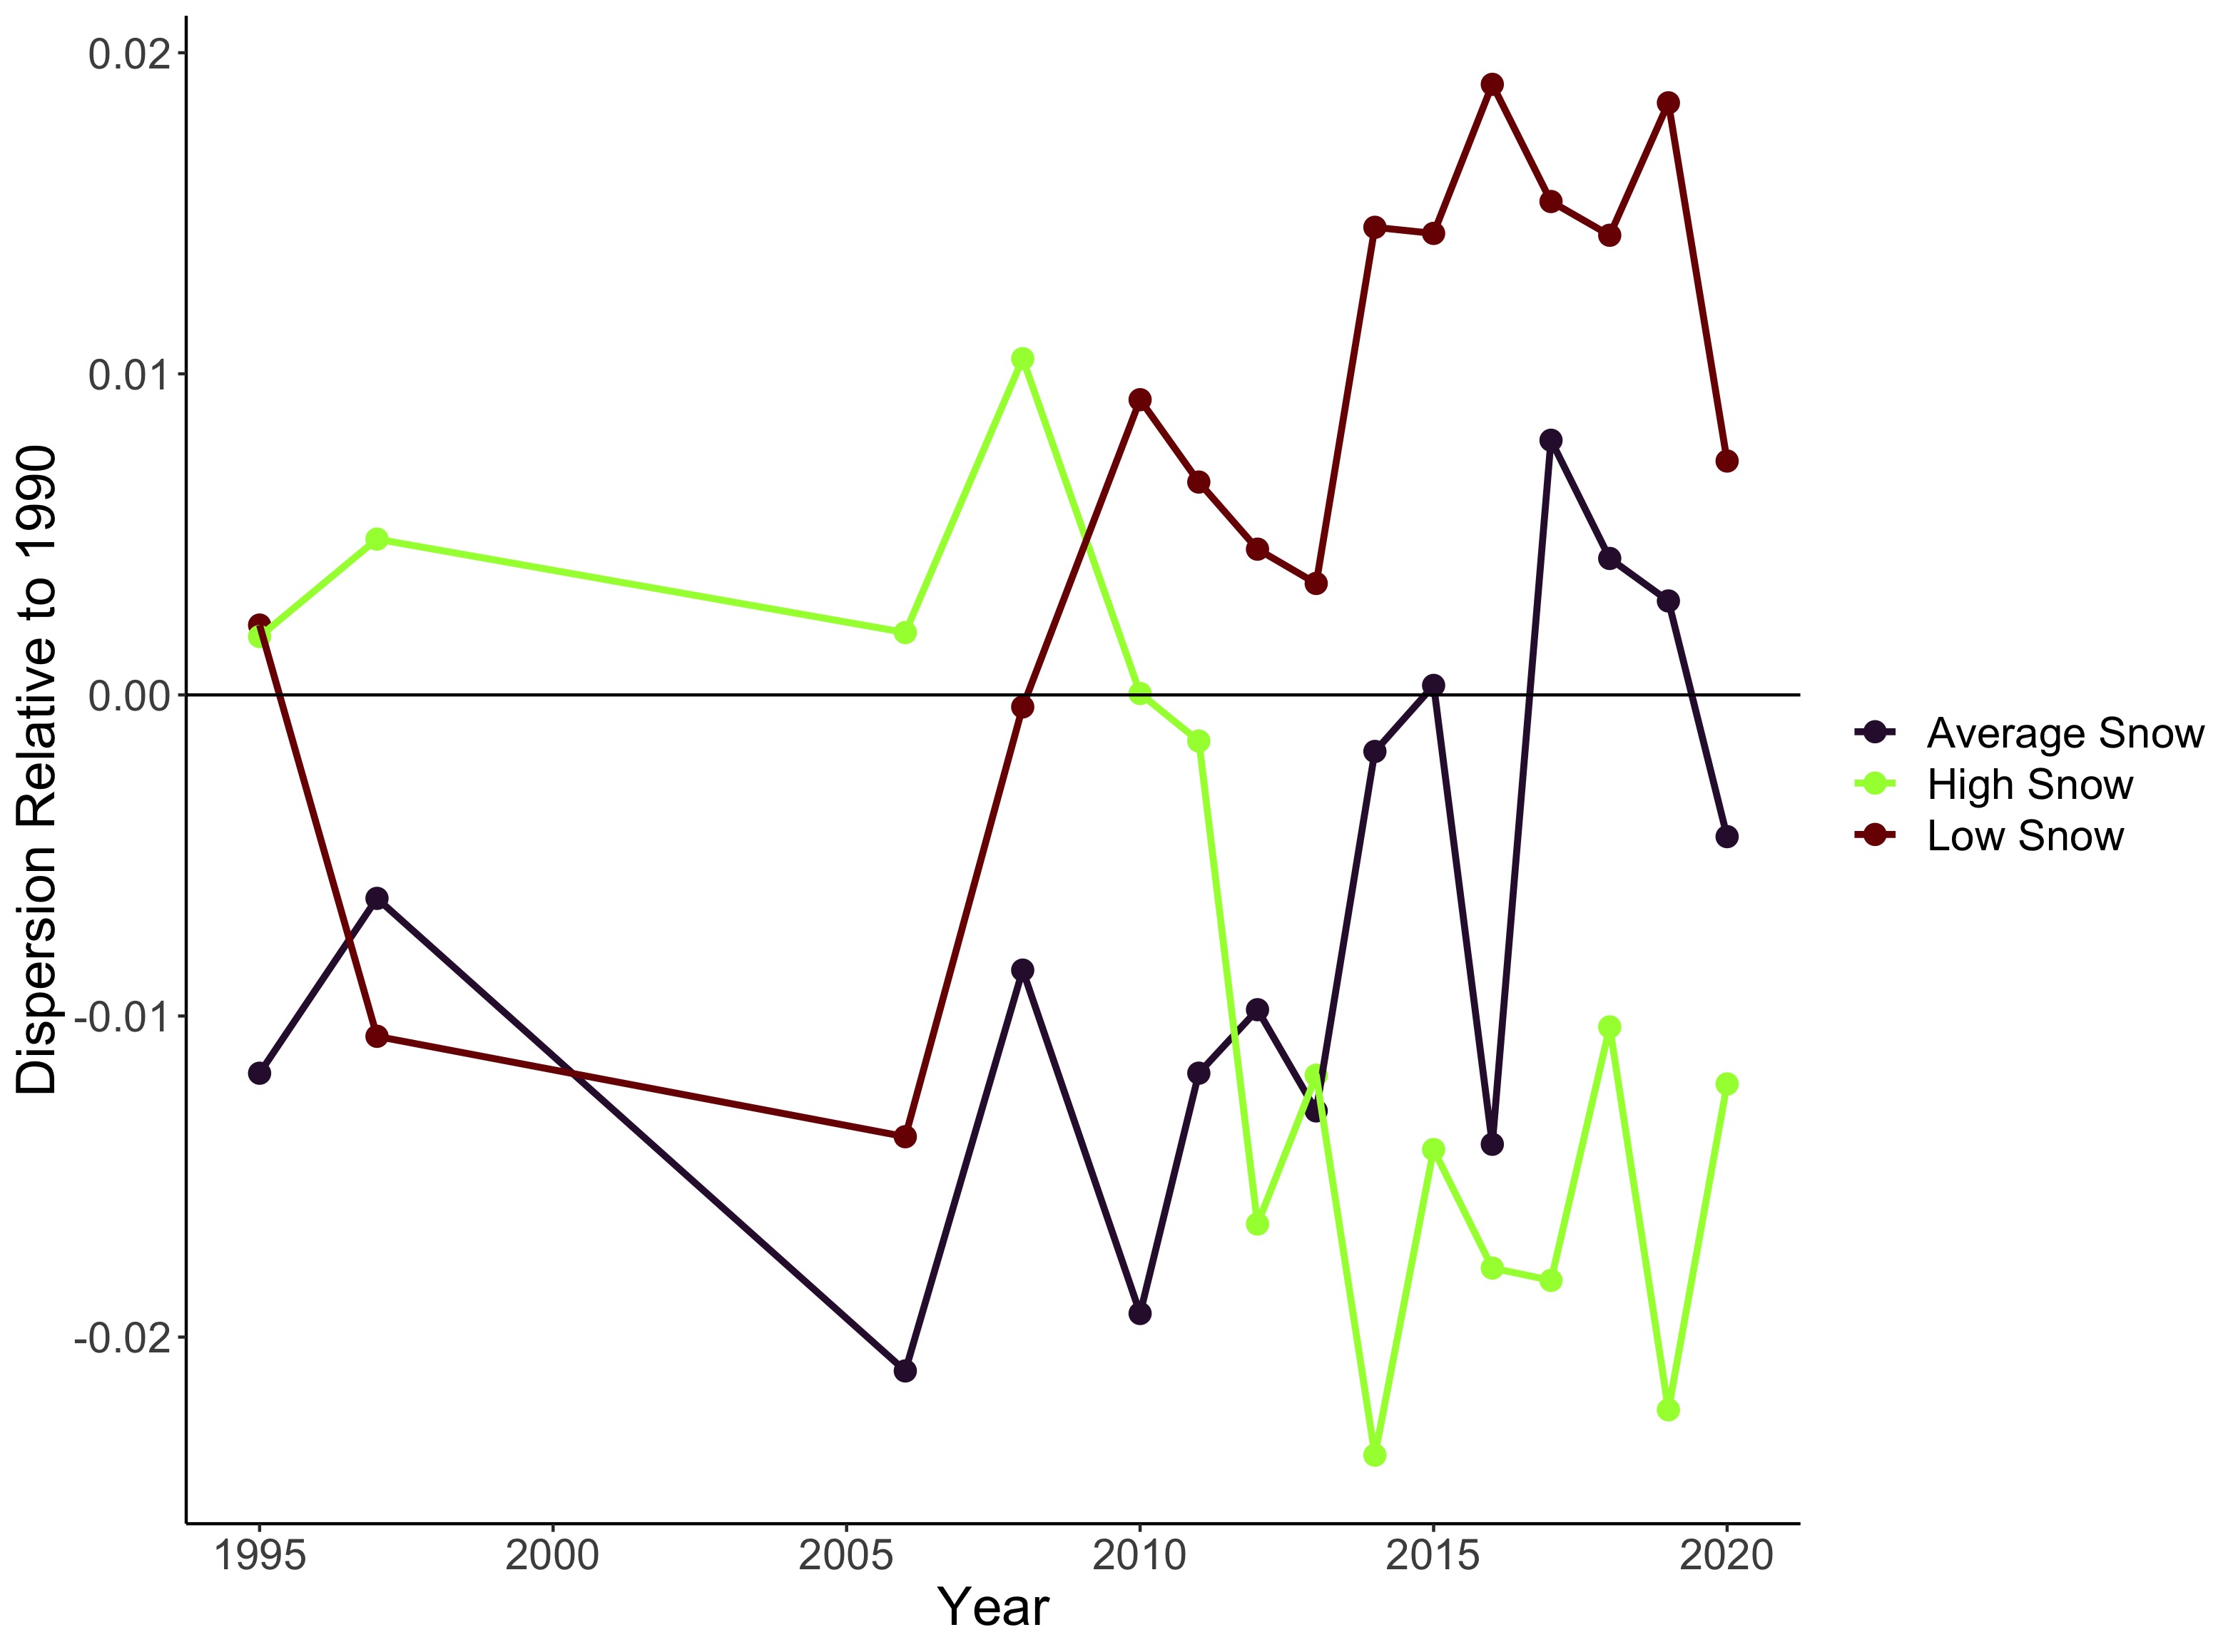 Dispersion Relative to 1990
0.02
0.01
0.00
-0.01
-0.02
1995 2000 2005 2010 2015 2020
Year
Average Snow
High Snow
Low Snow